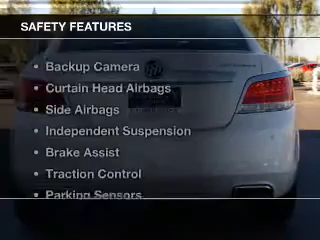 SAFETY FEATURES
• Backup Camera
• Curtain Head Airbags
• Side Airbags
• Independent Suspension
• Brake Assist
• Traction Control
• Parking Sensors